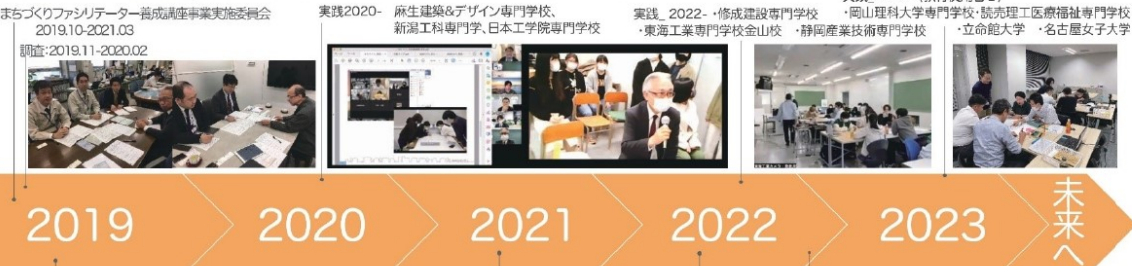 まちづくりファシリテーター養成講座事業実施委員会
2019.10-2021.03
調査:2019.11-2020.02
実践2020- 麻生建築&デザイン専門学校、
新潟工科専門学、日本工学院専門学校
実践_ 2022- ・修成建設専門学校
・東海工業専門学校金山校 ・静岡産業技術専門学校
・岡山理科大学専門学校・読売理工医療福祉専門学校
・立命館大学 ・名古屋女子大学
2019
2020
2021
2022
2023
未来へ